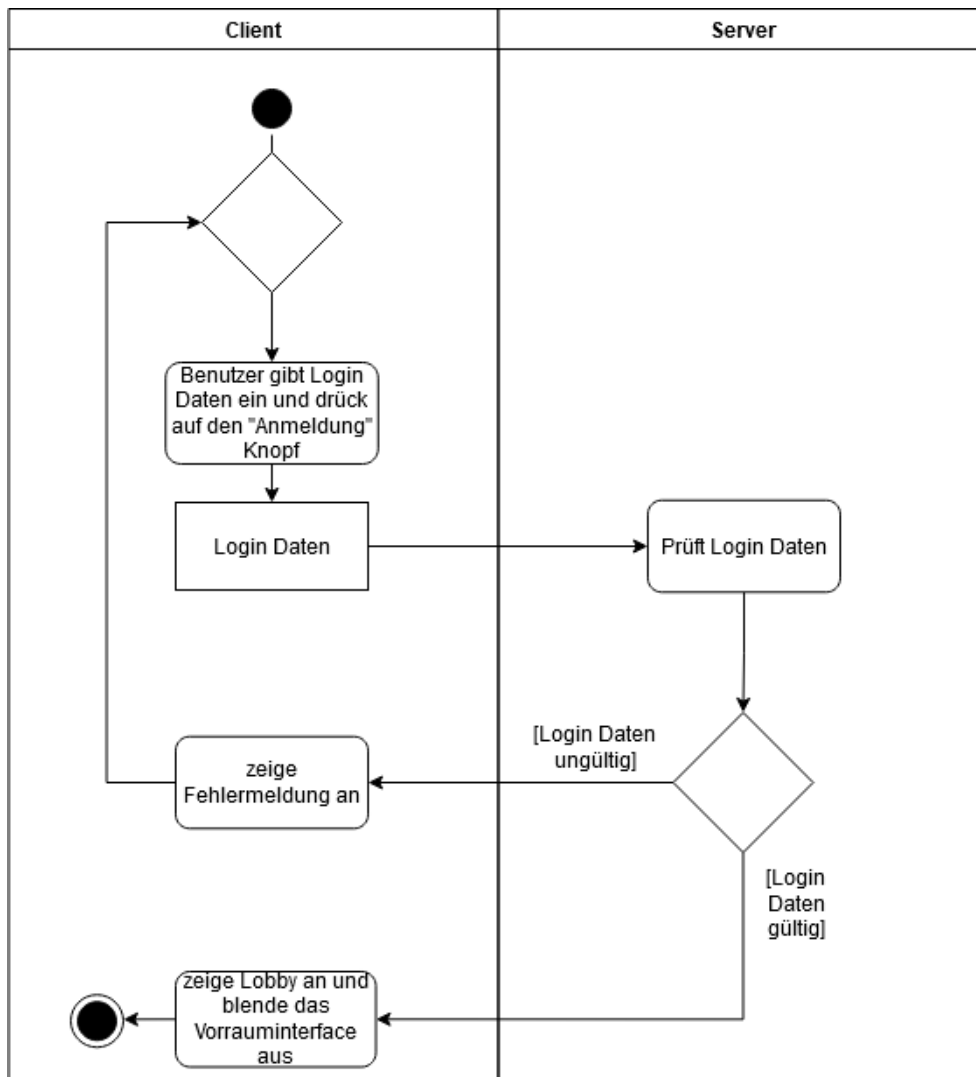 Client
Server
Benutzer gibt Login
Daten ein und drück
auf den "Anmeldung"
Knopf
Login Daten
Prüft Login Daten
[Login Daten
ungültig]
zeige
Fehlermeldung an
[Login
Daten
gültig]
zeige Lobby an und
blende das
Vorrauminterface
aus